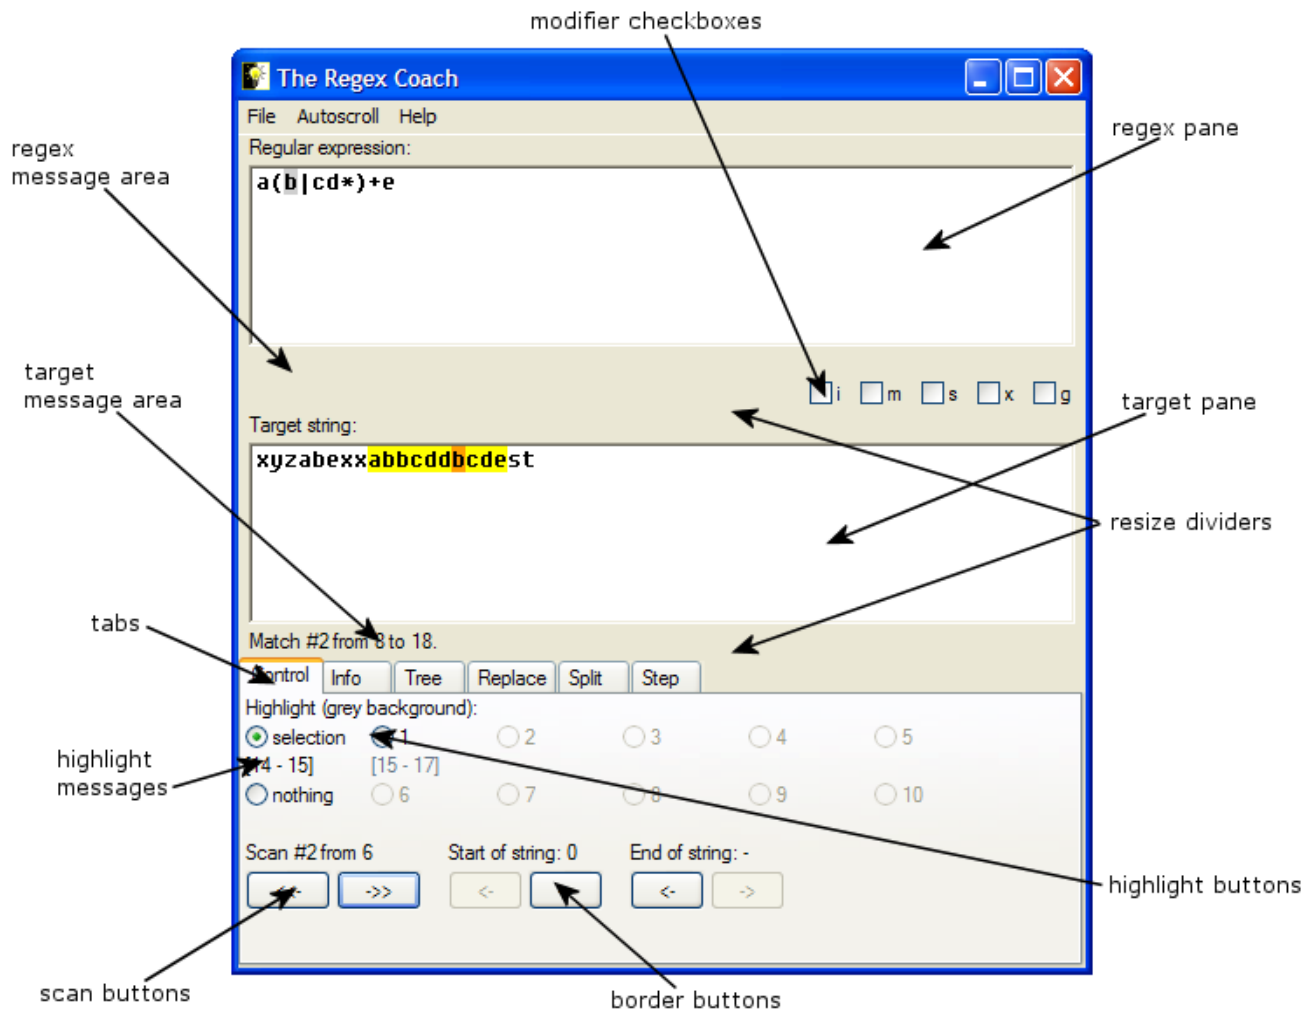 modifier checkboxes
The Regex Coach
File Autoscroll Help
regex pane
Regular expression:
regex
message area
a(b|cd*)+e
target
message area
i m s x g
target pane
Target string:
xyzabexxabbcddbcdest
resize dividers
tabs
Match #2 from 8 to 18.
Control Info Tree Replace Split Step
Highlight (grey background):
selection 1 2 3 4 5
highlight
messages
[14 - 15] [15 - 17]
nothing 6 7 8 9 10
Scan #2 from 6 Start of string: 0 End of string: -
<<- ->> <- <- ->
highlight buttons
scan buttons
border buttons